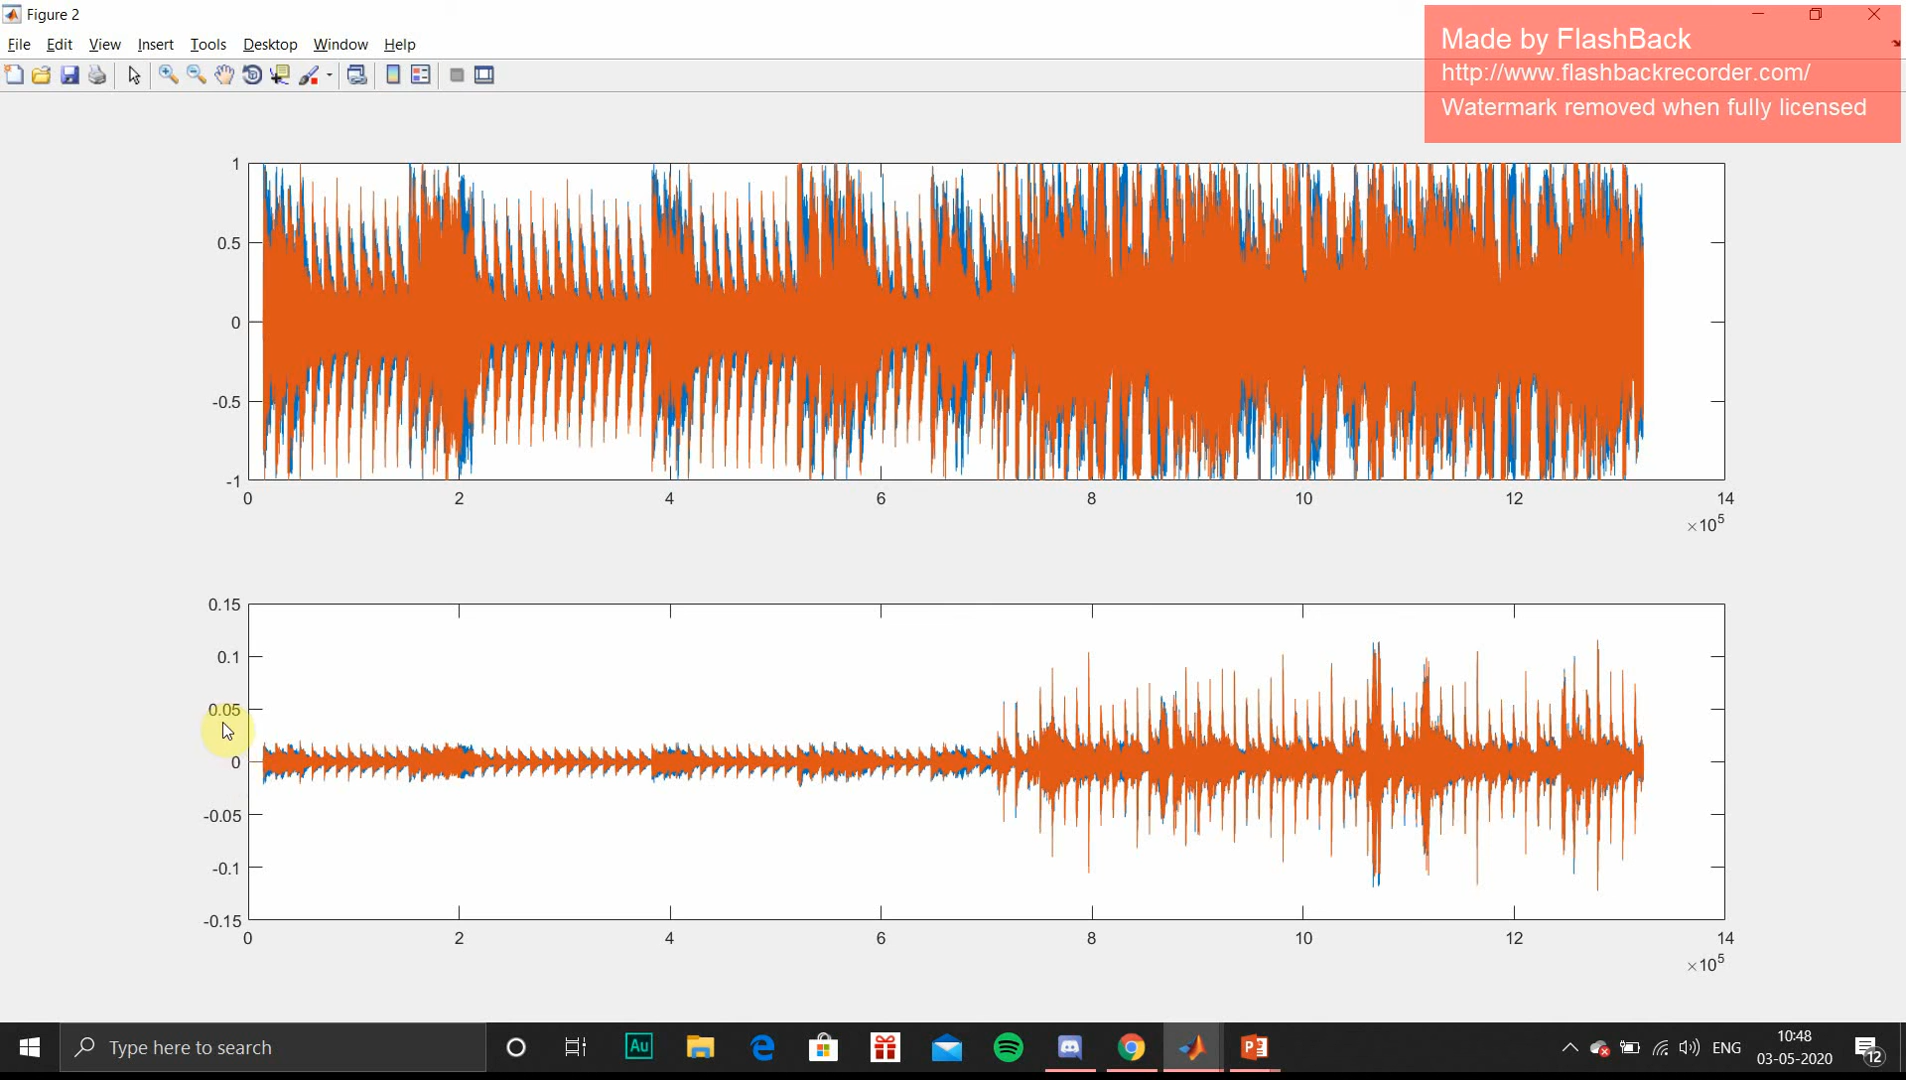 Figure 2
File Edit View Insert Tools Desktop Window Help
Made by FlashBack
http://www.flashbackrecorder.com/
Watermark removed when fully licensed
1
0.5
0
-0.5
-1
0 2 4 6 8 10 12 14
×10^5
0.15
0.1
0.05
0
-0.05
-0.1
-0.15
0 2 4 6 8 10 12 14
×10^5
Type here to search
Au
ENG
10:48
03-05-2020
12